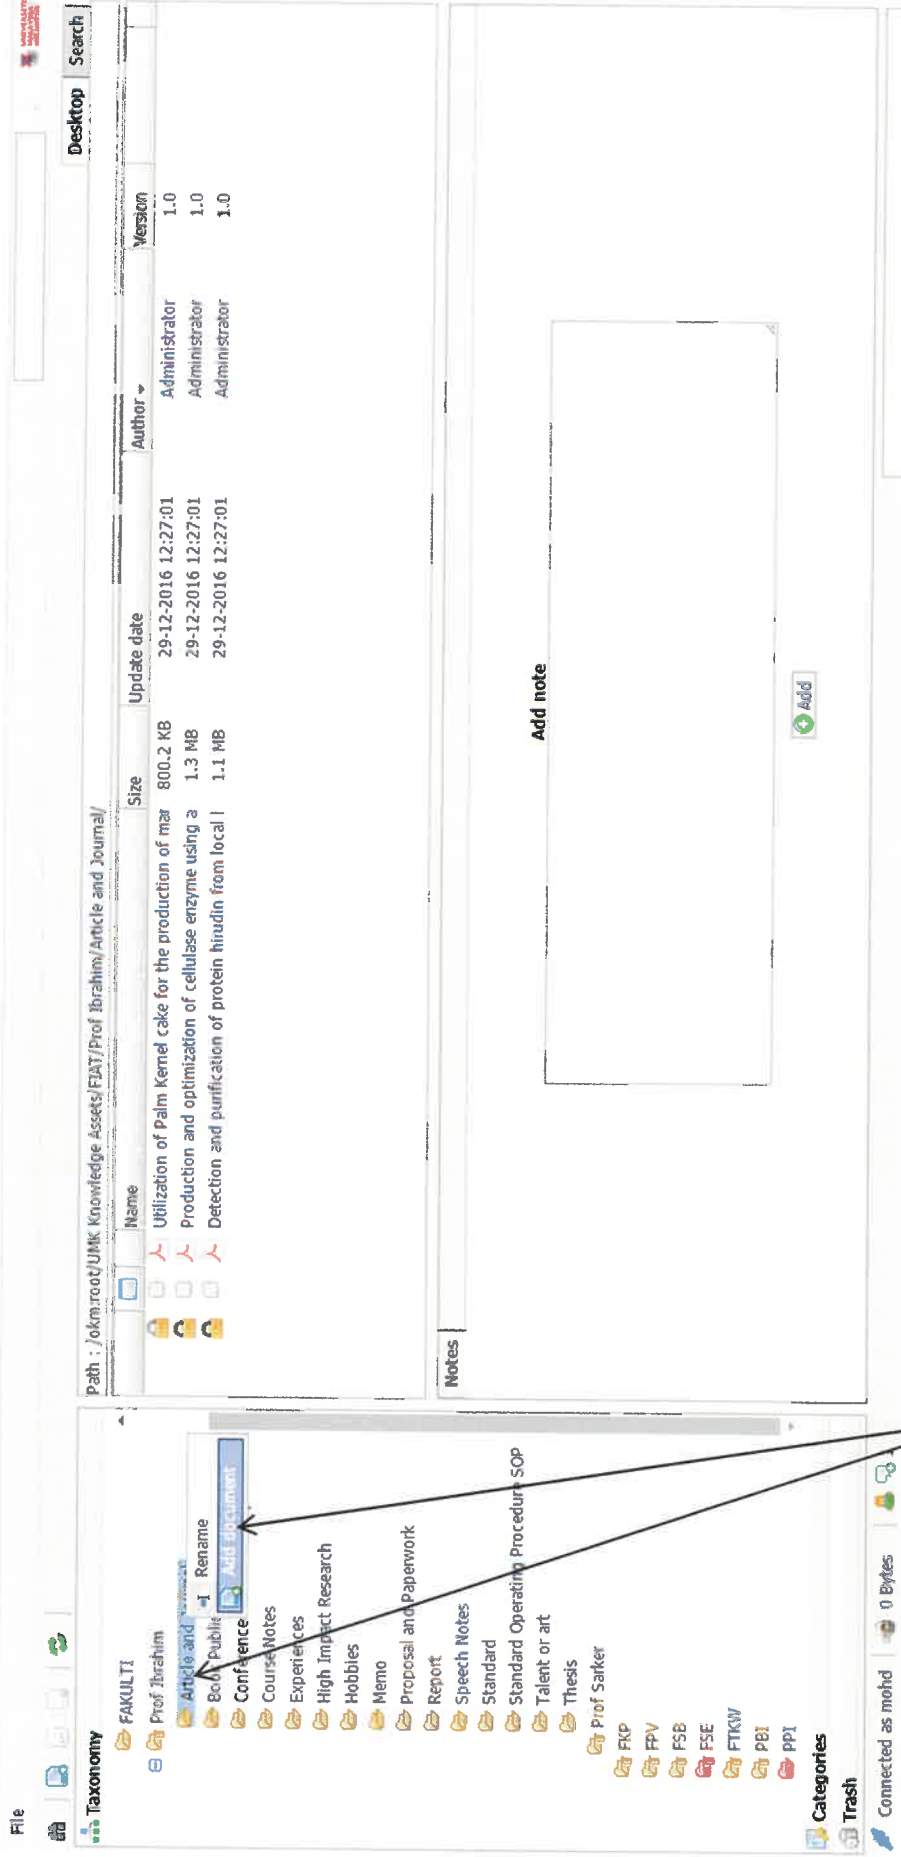 File
Desktop Search
Taxonomy
FAKULTI
Prof Ibrahim
Article and
Book Public
Conference
Course Notes
Experiences
High Impact Research
Hobbies
Memo
Proposal and Paperwork
Report
Speech Notes
Standard
Standard Operating Procedure SOP
Talent or art
Thesis
Prof Sarker
FKP
FPV
FSB
FSE
FTKW
PBI
PPI
Categories
Trash
Rename
Add document
Path : /okm:root/UMK Knowledge Assets/FIAT/Prof Ibrahim/Article and Journal/
Name Size Update date Author Version
Utilization of Palm Kernel cake for the production of mar 800.2 KB 29-12-2016 12:27:01 Administrator 1.0
Production and optimization of cellulase enzyme using a 1.3 MB 29-12-2016 12:27:01 Administrator 1.0
Detection and purification of protein hirudin from local l 1.1 MB 29-12-2016 12:27:01 Administrator 1.0
Notes
Add note
Add
Connected as mohd 0 Bytes